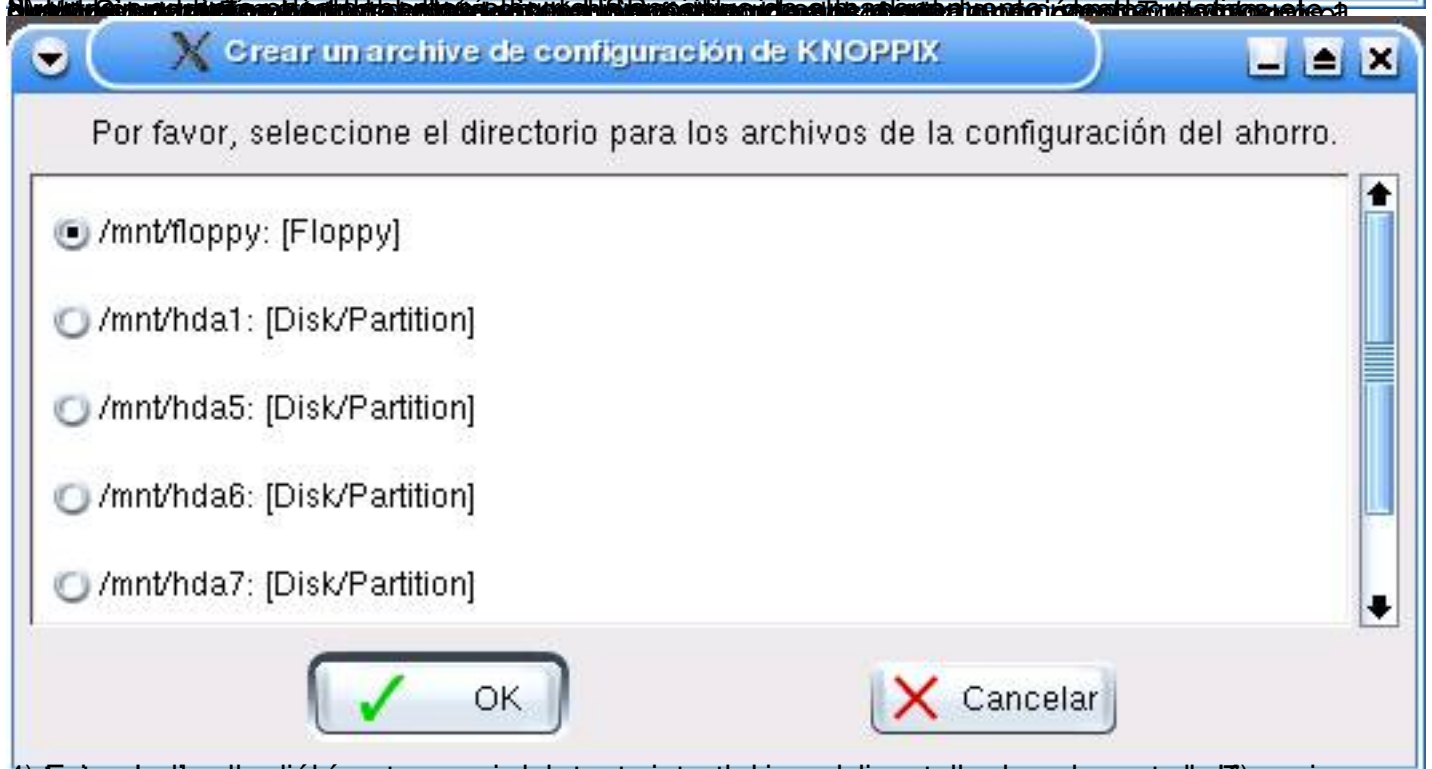 Crear un archive de configuración de KNOPPIX
Por favor, seleccione el directorio para los archivos de la configuración del ahorro.
/mnt/floppy: [Floppy]
/mnt/hda1: [Disk/Partition]
/mnt/hda5: [Disk/Partition]
/mnt/hda6: [Disk/Partition]
/mnt/hda7: [Disk/Partition]
OK
Cancelar